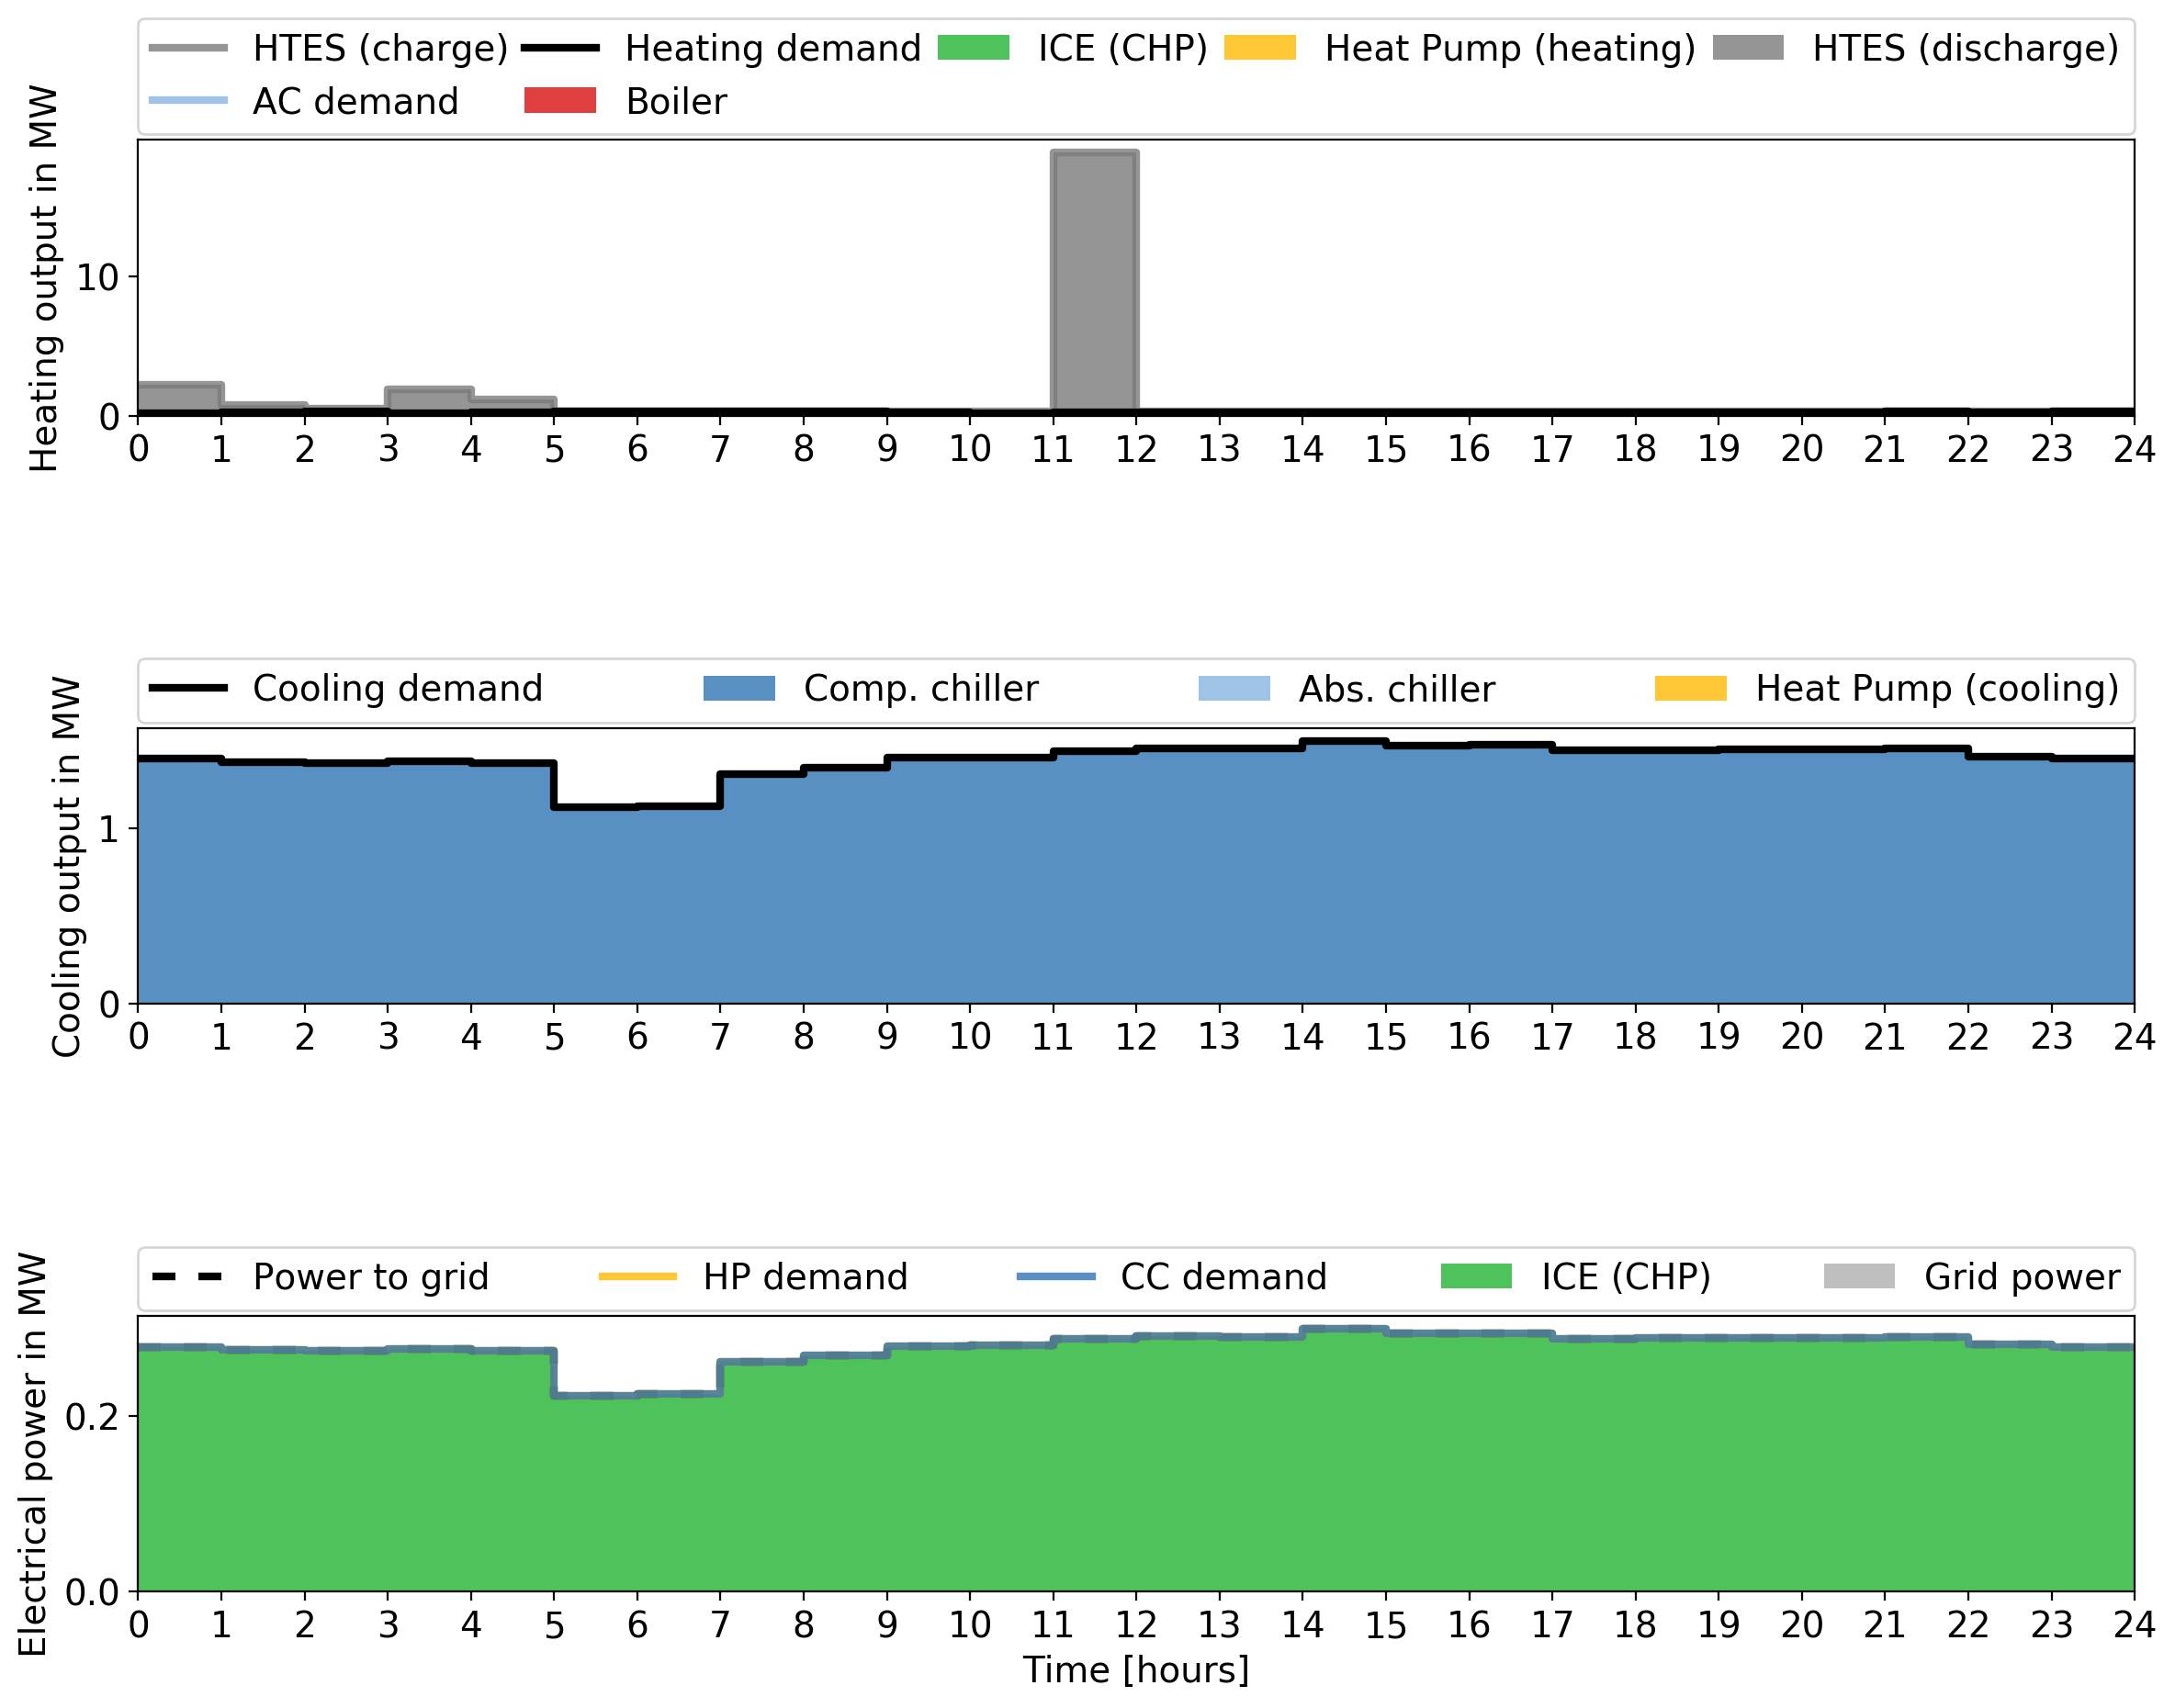 HTES (charge) Heating demand ICE (CHP) Heat Pump (heating) HTES (discharge)
AC demand Boiler
Heating output in MW
10
0
0 1 2 3 4 5 6 7 8 9 10 11 12 13 14 15 16 17 18 19 20 21 22 23 24
Cooling demand Comp. chiller Abs. chiller Heat Pump (cooling)
Cooling output in MW
1
0
0 1 2 3 4 5 6 7 8 9 10 11 12 13 14 15 16 17 18 19 20 21 22 23 24
Power to grid HP demand CC demand ICE (CHP) Grid power
Electrical power in MW
0.2
0.0
0 1 2 3 4 5 6 7 8 9 10 11 12 13 14 15 16 17 18 19 20 21 22 23 24
Time [hours]